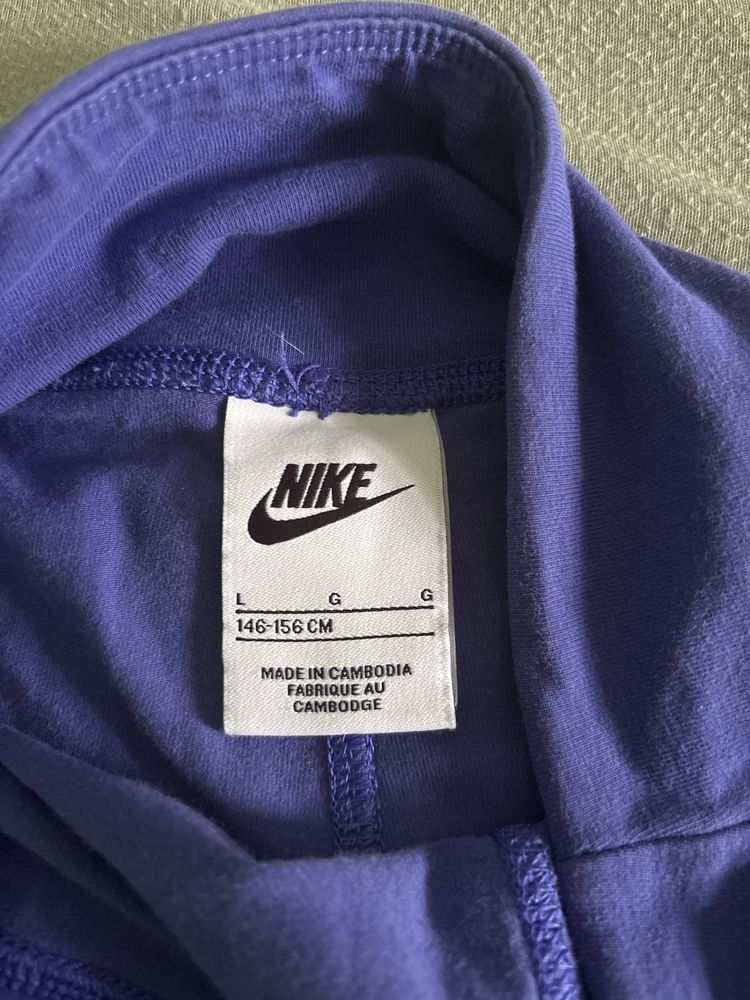 NIKE
L G G
146-156 CM
MADE IN CAMBODIA
FABRIQUE AU
CAMBODGE